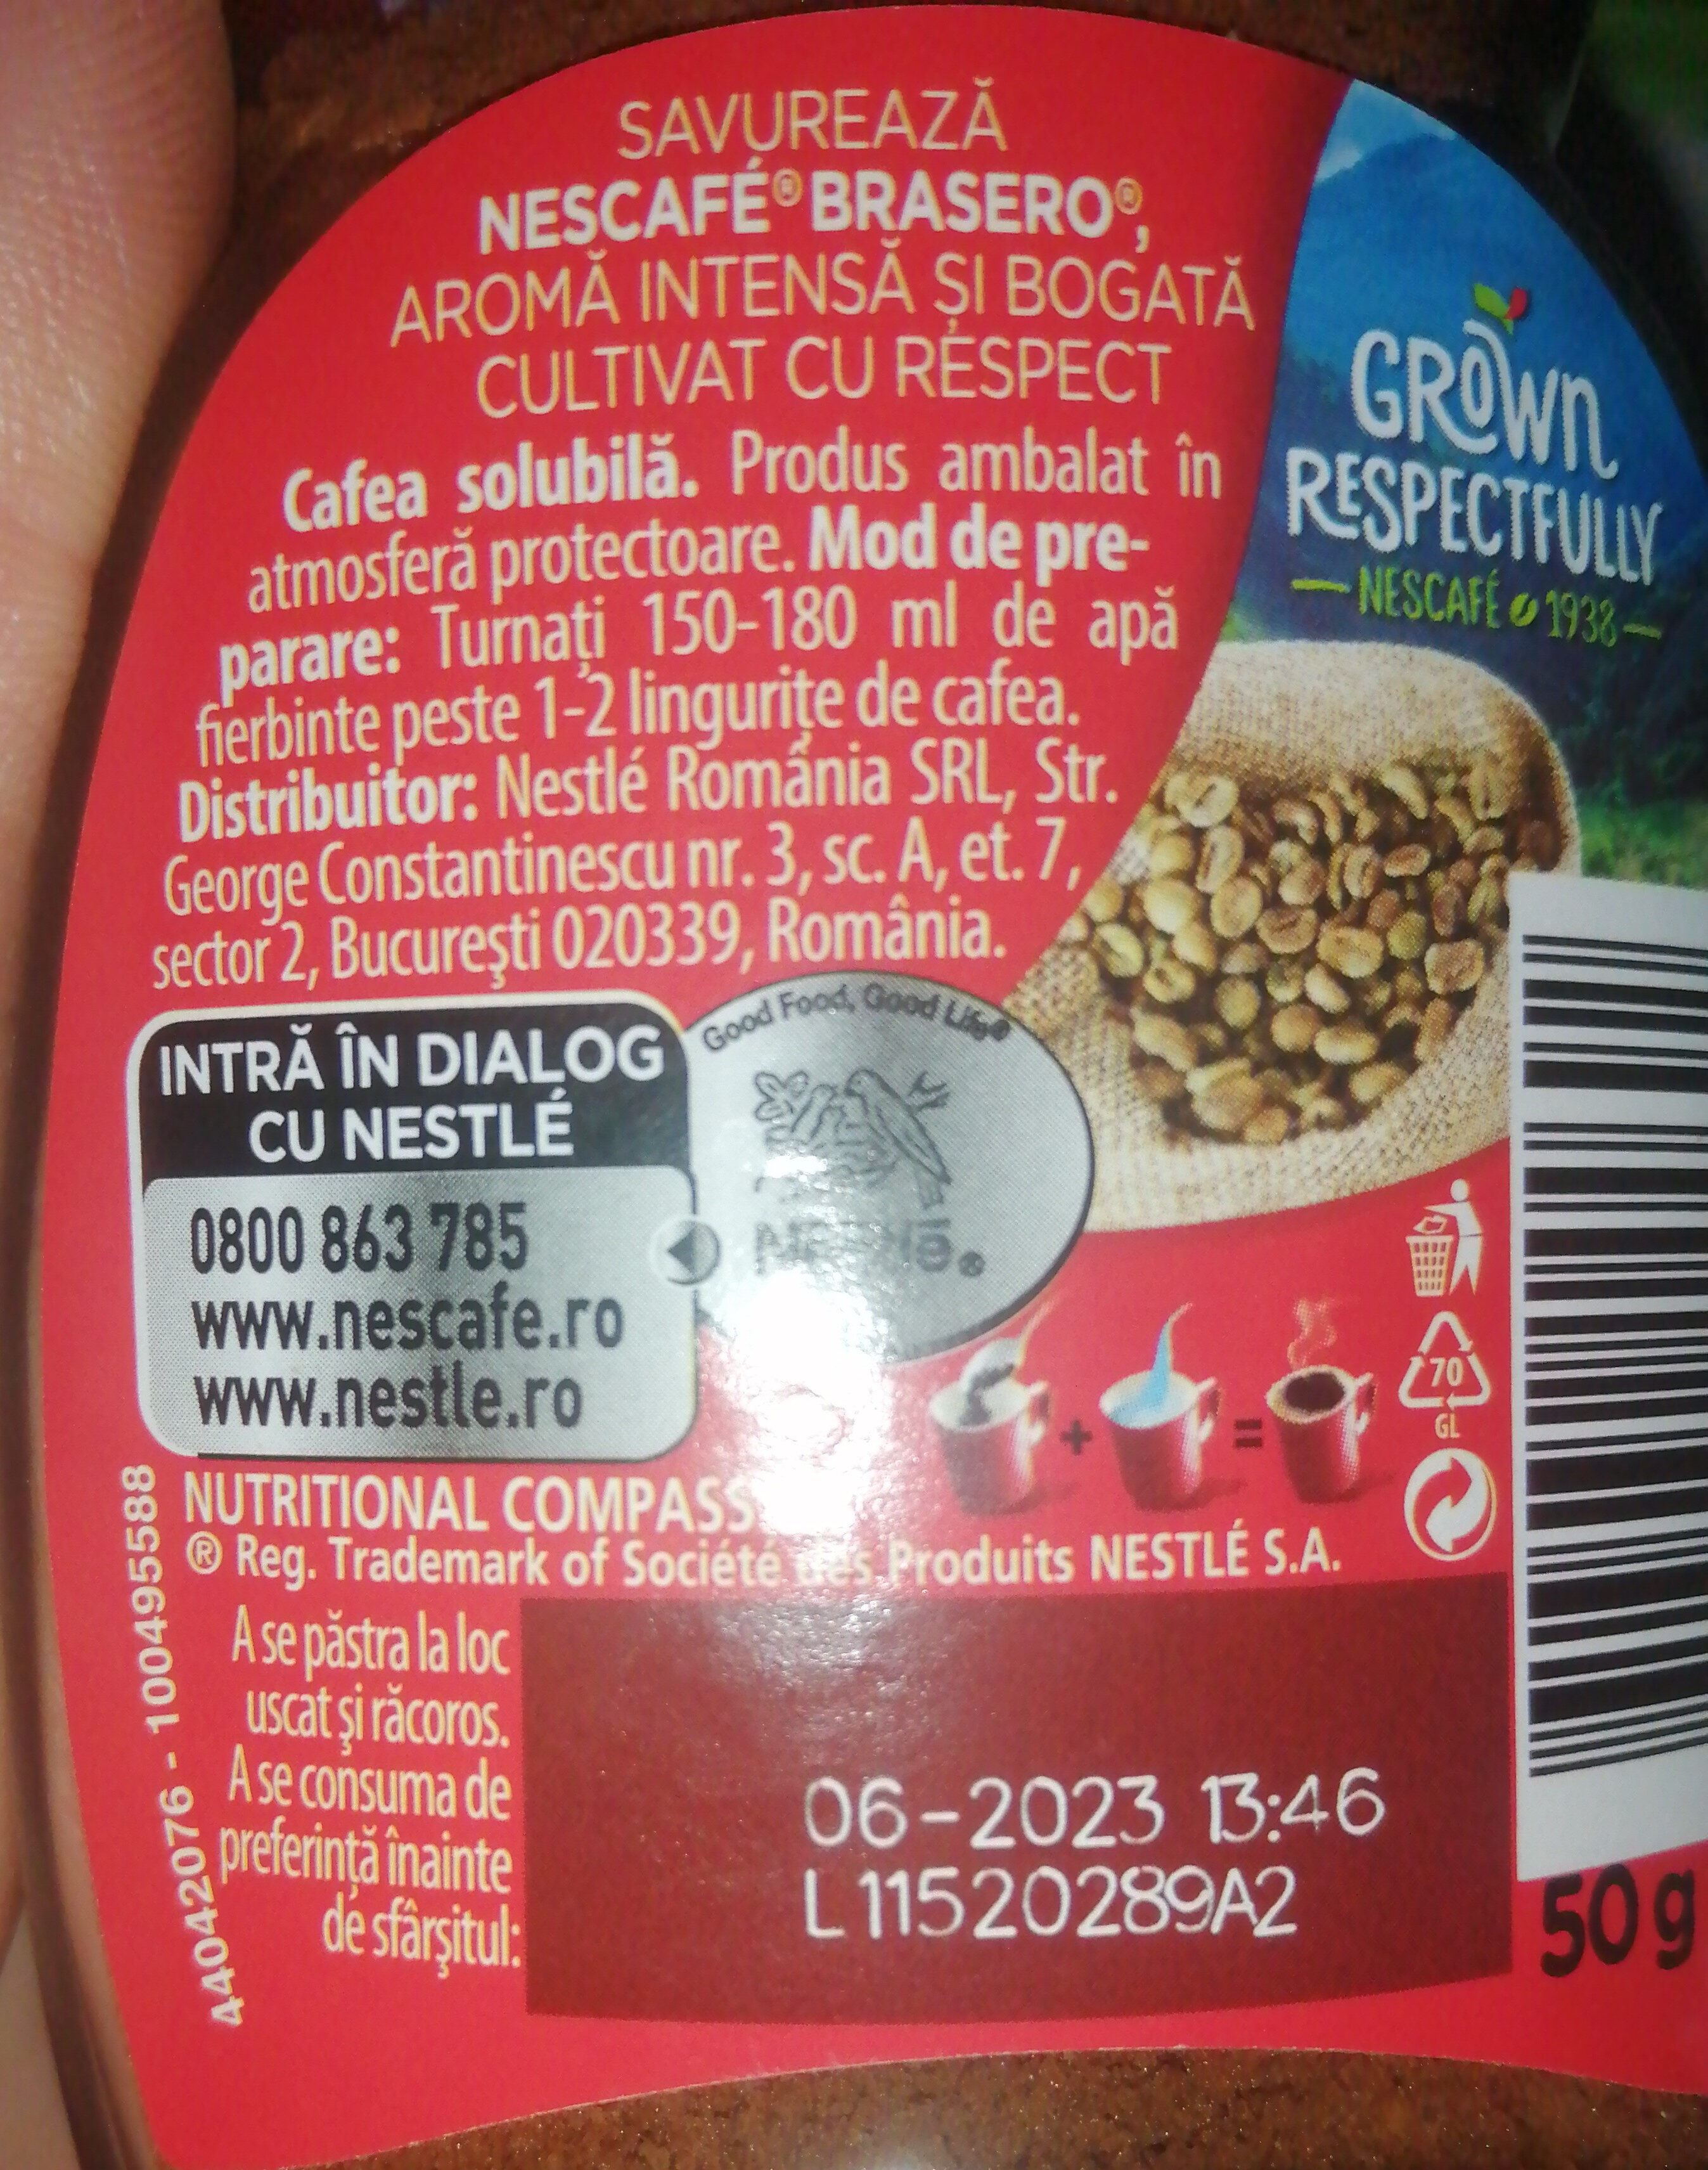 SAVUREAZĂ
NESCAFÉ® BRASERO®,
AROMĂ INTENSĂ ȘI BOGATĂ
CULTIVAT CU RESPECT
Cafea solubilă. Produs ambalat în
atmosferă protectoare. Mod de pre-
parare: Turnați 150-180 ml de apă
fierbinte peste 1-2 lingurițe de cafea.
Distribuitor: Nestlé România SRL, Str.
George Constantinescu nr. 3, sc. A, et. 7,
sector 2, București 020339, România.
GROWN
RESPECTFULLY
NESCAFÉ 1938
INTRĂ ÎN DIALOG
CU NESTLÉ
0800 863 785
www.nescafe.ro
www.nestle.ro
Good Food, Good Life®
+ =
70
GL
NUTRITIONAL COMPASS
® Reg. Trademark of Société des Produits NESTLÉ S.A.
A se păstra la loc
uscat și răcoros.
A se consuma de
preferință înainte
de sfârșitul:
06-2023 13:46
L11520289A2
50 g
44042076 - 100495588